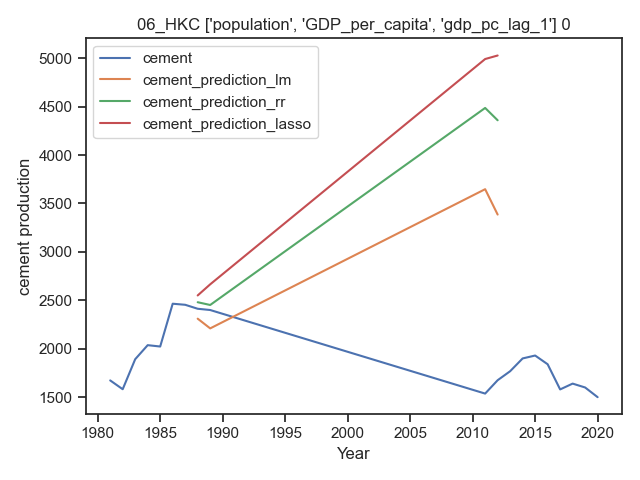 06_HKC ['population', 'GDP_per_capita', 'gdp_pc_lag_1'] 0
cement
cement_prediction_lm
cement_prediction_rr
cement_prediction_lasso
cement production
5000
4500
4000
3500
3000
2500
2000
1500
1980 1985 1990 1995 2000 2005 2010 2015 2020
Year